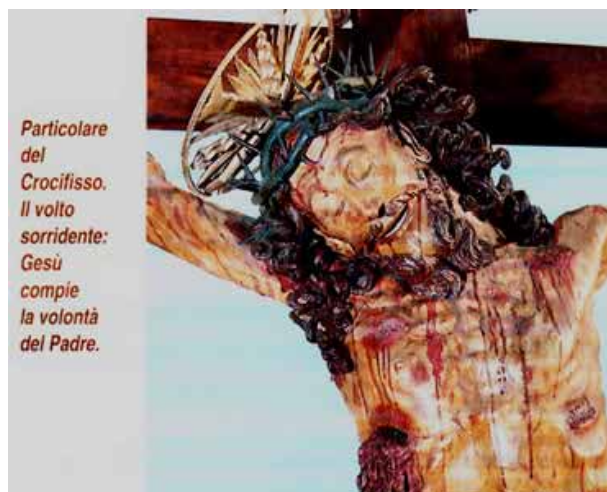 Particolare
del
Crocifisso.
Il volto
sorridente:
Gesù
compie
la volontà
del Padre.